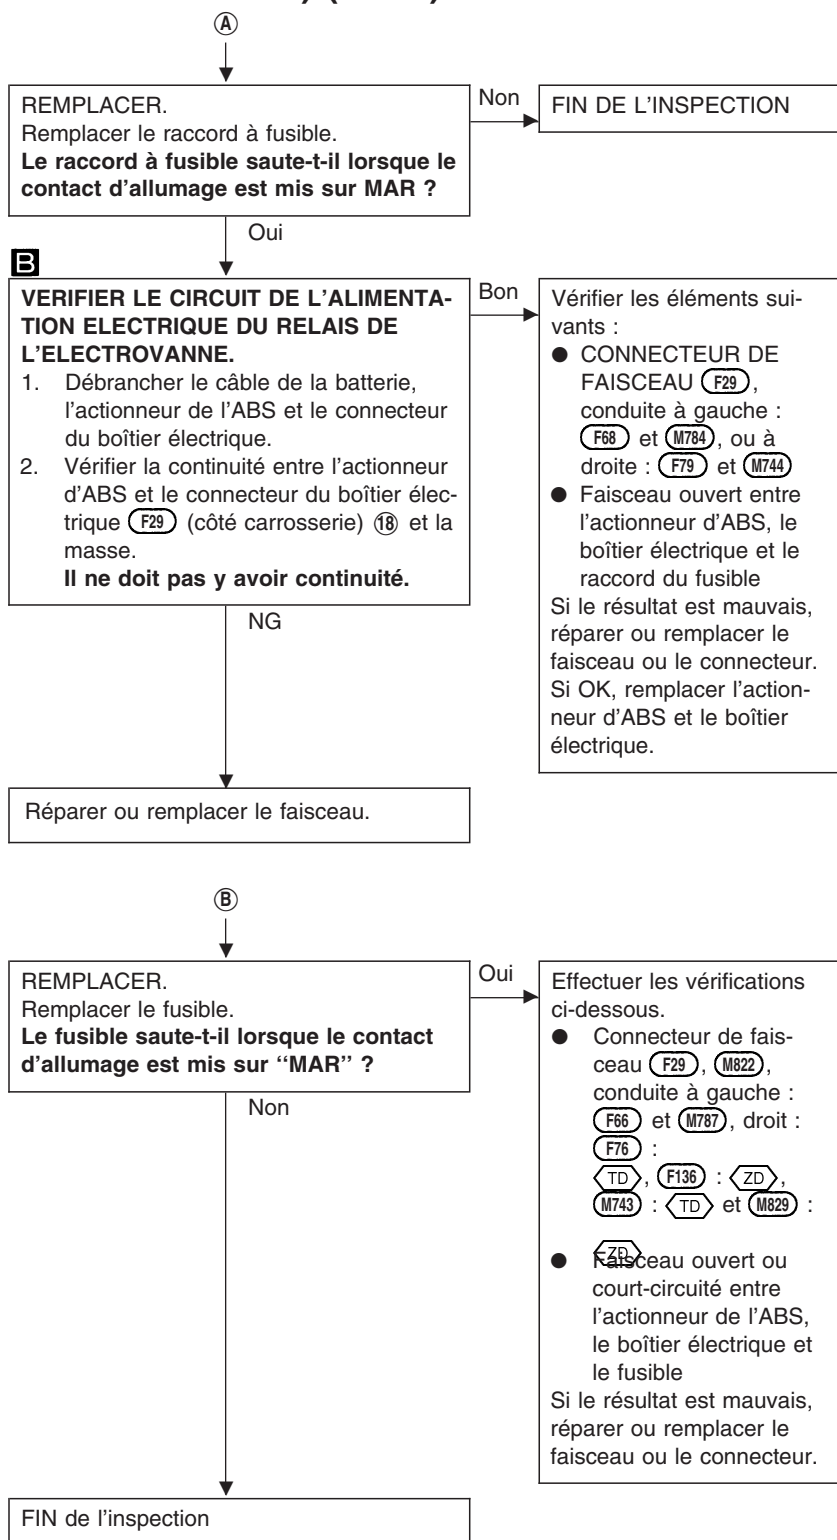 A
REMPLACER.
Remplacer le raccord à fusible.
Le raccord à fusible saute-t-il lorsque le
contact d'allumage est mis sur MAR ?
Non
FIN DE L'INSPECTION
Oui
B
VERIFIER LE CIRCUIT DE L'ALIMENTA-
TION ELECTRIQUE DU RELAIS DE
L'ELECTROVANNE.
1. Débrancher le câble de la batterie,
l'actionneur de l'ABS et le connecteur
du boîtier électrique.
2. Vérifier la continuité entre l'actionneur
d'ABS et le connecteur du boîtier élec-
trique F29 (côté carrosserie) 18 et la
masse.
Il ne doit pas y avoir continuité.
Bon
Vérifier les éléments sui-
vants :
● CONNECTEUR DE
FAISCEAU F29,
conduite à gauche :
F68 et M784, ou à
droite : F79 et M744
● Faisceau ouvert entre
l'actionneur d'ABS, le
boîtier électrique et le
raccord du fusible
Si le résultat est mauvais,
réparer ou remplacer le
faisceau ou le connecteur.
Si OK, remplacer l'action-
neur d'ABS et le boîtier
électrique.
NG
Réparer ou remplacer le faisceau.
B
REMPLACER.
Remplacer le fusible.
Le fusible saute-t-il lorsque le contact
d'allumage est mis sur ‘‘MAR’’ ?
Oui
Effectuer les vérifications
ci-dessous.
● Connecteur de fais-
ceau F29, M822,
conduite à gauche :
F66 et M787, droit :
F76 :
TD, F136 : ZD,
M743 : TD et M829 :
ZD
● Faisceau ouvert ou
court-circuité entre
l'actionneur de l'ABS,
le boîtier électrique et
le fusible
Si le résultat est mauvais,
réparer ou remplacer le
faisceau ou le connecteur.
Non
FIN de l'inspection